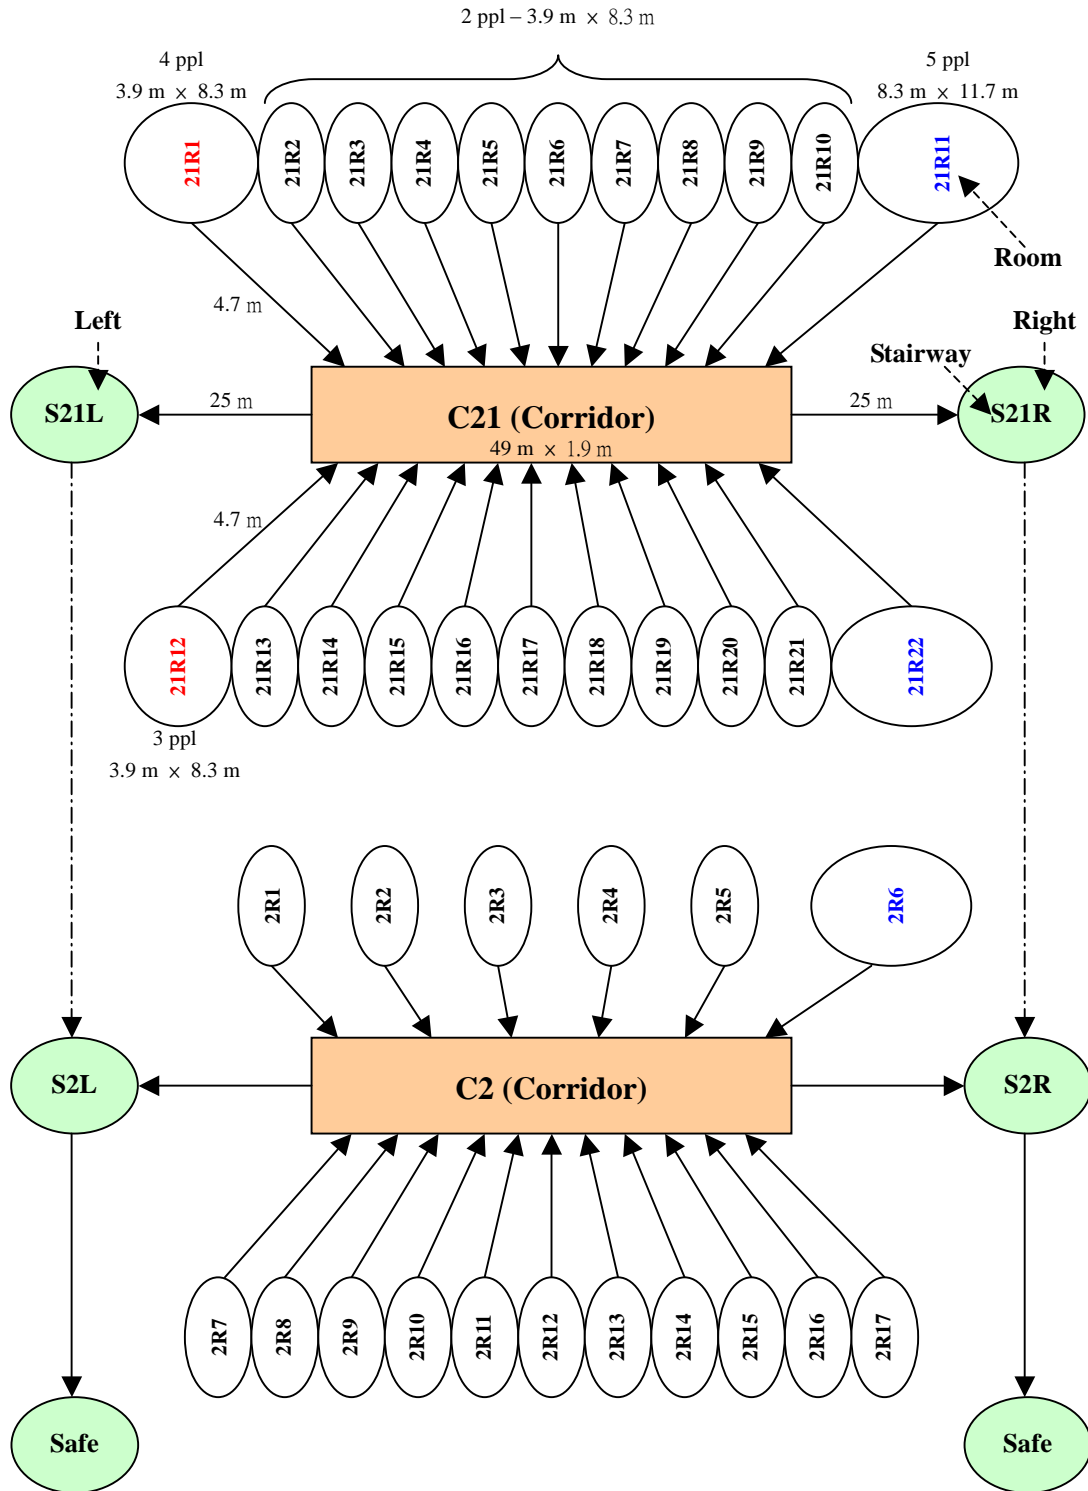 2 ppl – 3.9 m × 8.3 m
4 ppl
3.9 m × 8.3 m
5 ppl
8.3 m × 11.7 m
21R1
21R2
21R3
21R4
21R5
21R6
21R7
21R8
21R9
21R10
21R11
Room
4.7 m
Left
Right
Stairway
S21L
25 m
C21 (Corridor)
49 m × 1.9 m
25 m
S21R
4.7 m
21R12
21R13
21R14
21R15
21R16
21R17
21R18
21R19
21R20
21R21
21R22
3 ppl
3.9 m × 8.3 m
2R1
2R2
2R3
2R4
2R5
2R6
S2L
C2 (Corridor)
S2R
2R7
2R8
2R9
2R10
2R11
2R12
2R13
2R14
2R15
2R16
2R17
Safe
Safe